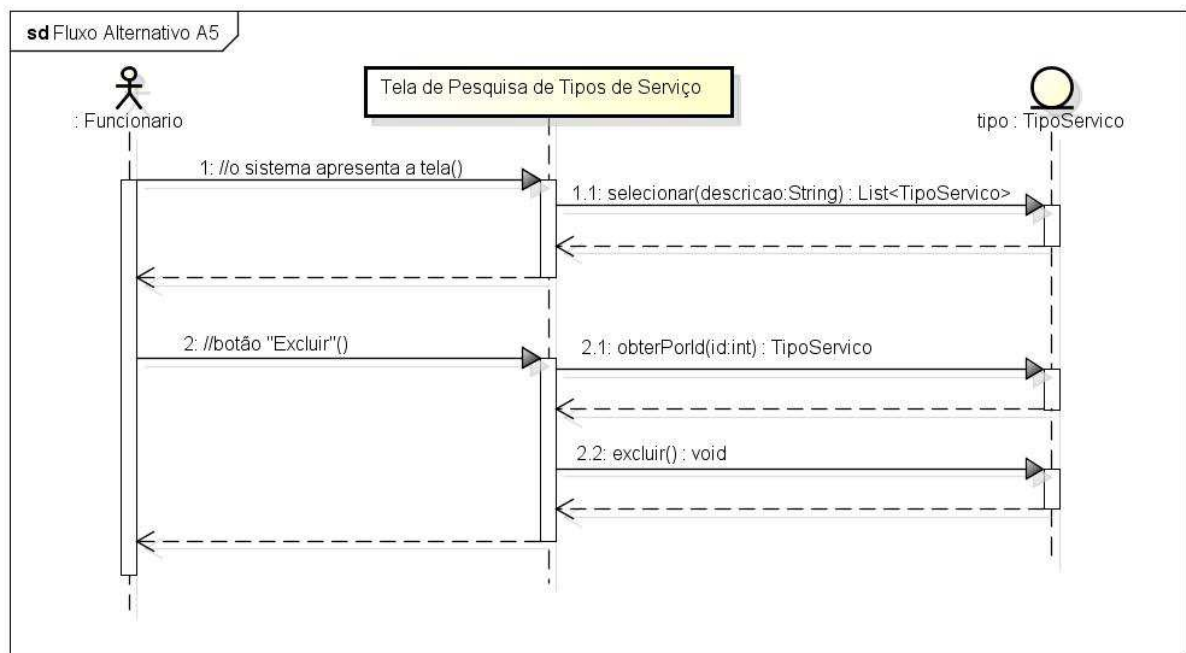 sd Fluxo Alternativo A5
: Funcionario
Tela de Pesquisa de Tipos de Serviço
tipo : TipoServico
1: //o sistema apresenta a tela()
1.1: selecionar(descricao:String) : List<TipoServico>
2: //botão "Excluir"()
2.1: obterPorId(id:int) : TipoServico
2.2: excluir() : void